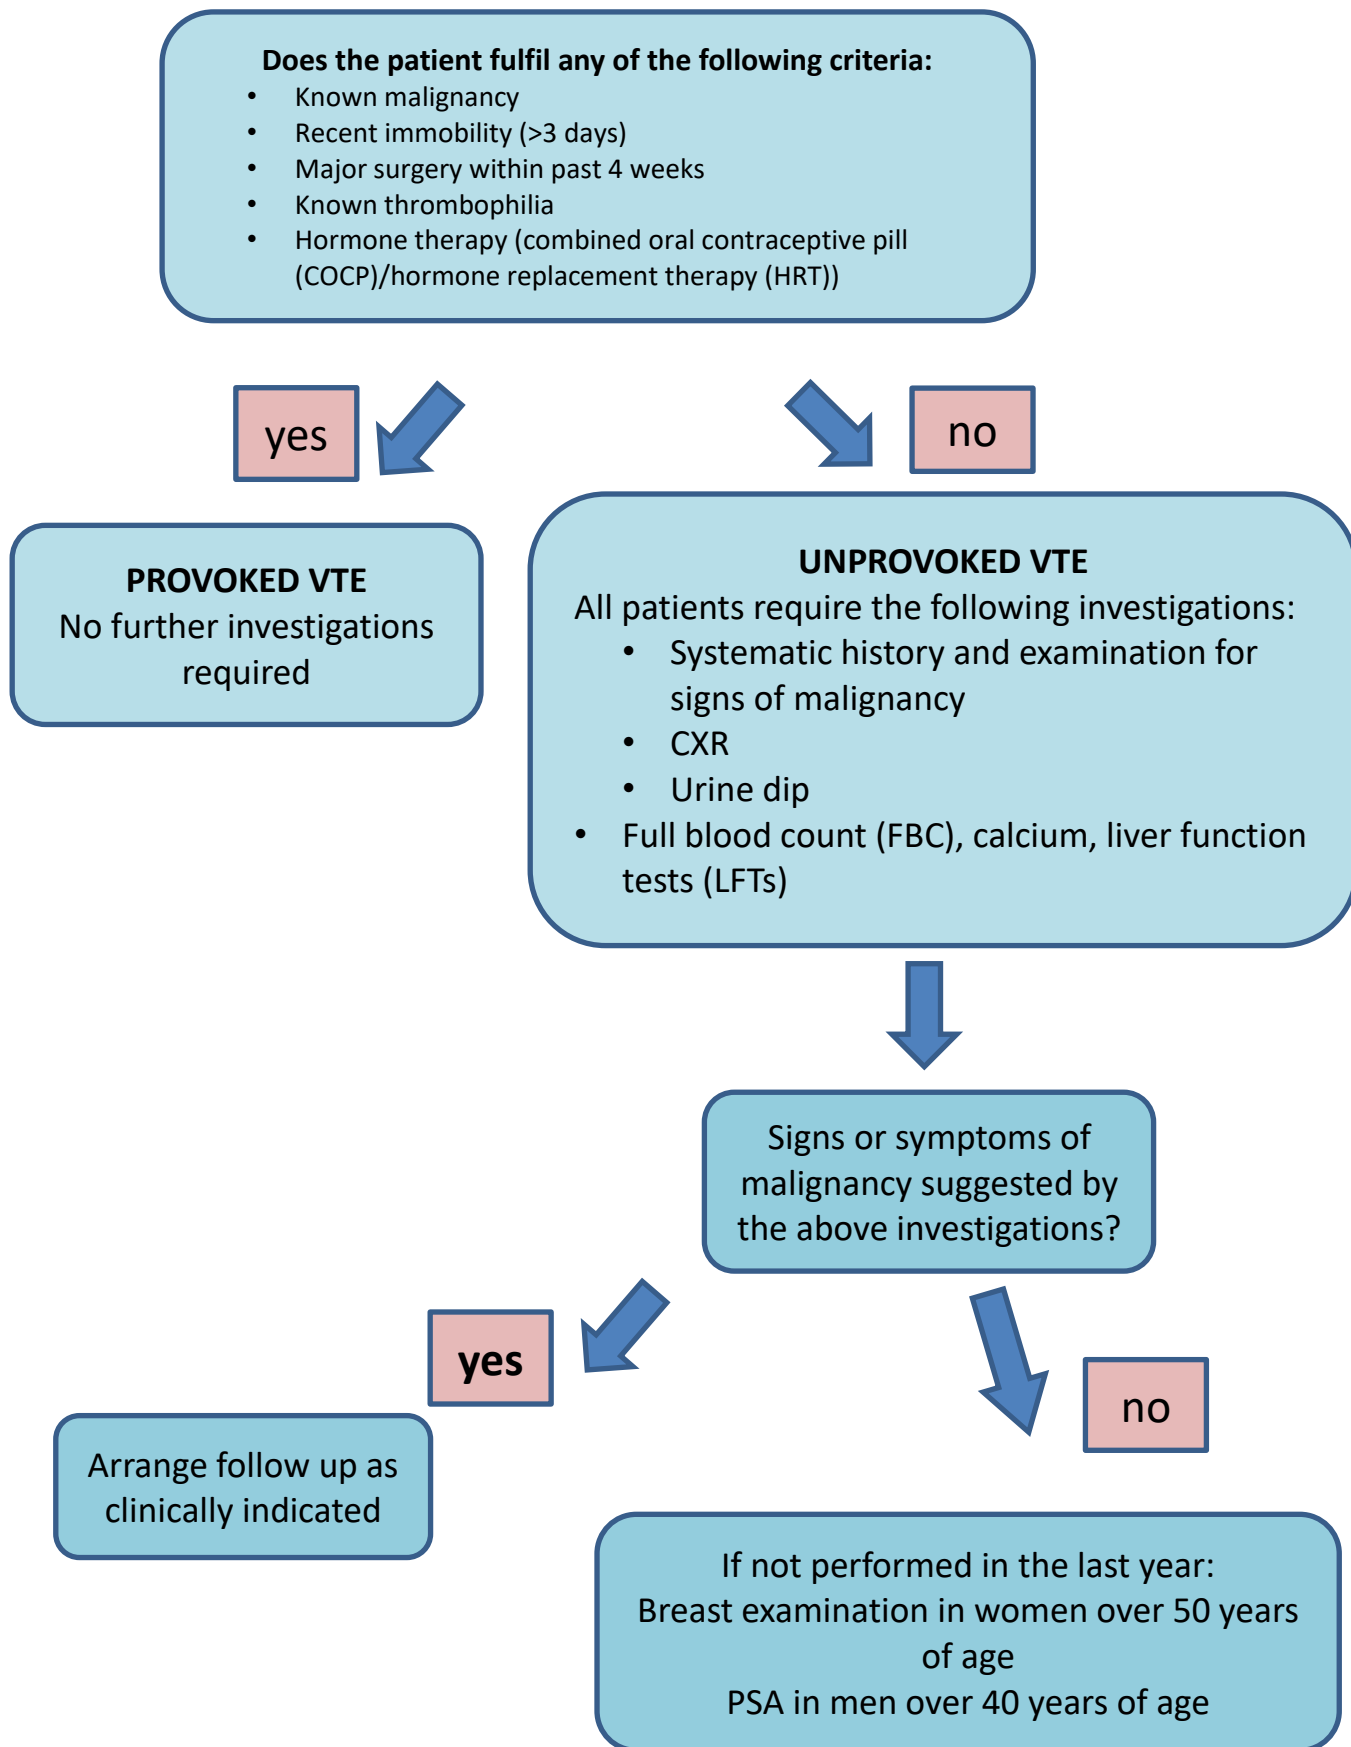 Does the patient fulfil any of the following criteria:
• Known malignancy
• Recent immobility (>3 days)
• Major surgery within past 4 weeks
• Known thrombophilia
• Hormone therapy (combined oral contraceptive pill
(COCP)/hormone replacement therapy (HRT))
yes
no
PROVOKED VTE
No further investigations
required
UNPROVOKED VTE
All patients require the following investigations:
• Systematic history and examination for
signs of malignancy
• CXR
• Urine dip
• Full blood count (FBC), calcium, liver function
tests (LFTs)
Signs or symptoms of
malignancy suggested by
the above investigations?
yes
no
Arrange follow up as
clinically indicated
If not performed in the last year:
Breast examination in women over 50 years
of age
PSA in men over 40 years of age